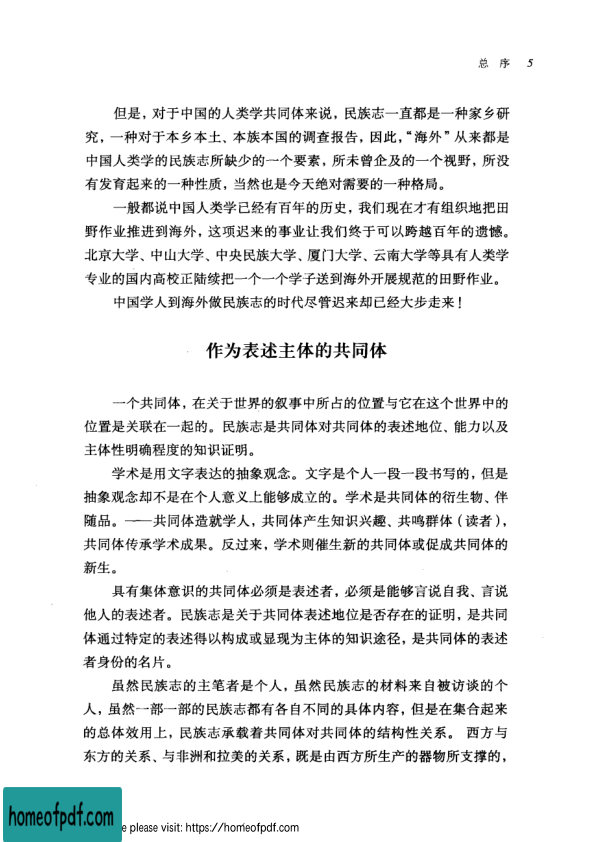 总 序 5
但是，对于中国的人类学共同体来说，民族志一直都是一种家乡研
究，一种对于本乡本土、本族本国的调查报告，因此，“海外”从来都是
中国人类学的民族志所缺少的一个要素，所未曾企及的一个视野，所没
有发育起来的一种性质，当然也是今天绝对需要的一种格局。
一般都说中国人类学已经有百年的历史，我们现在才有组织地把田
野作业推进到海外，这项迟来的事业让我们终于可以跨越百年的遗憾。
北京大学、中山大学、中央民族大学、厦门大学、云南大学等具有人类学
专业的国内高校正陆续把一个一个学子送到海外开展规范的田野作业。
中国学人到海外做民族志的时代尽管迟来却已经大步走来！
作为表述主体的共同体
一个共同体，在关于世界的叙事中所占的位置与它在这个世界中的
位置是关联在一起的。民族志是共同体对共同体的表述地位、能力以及
主体性明确程度的知识证明。
学术是用文字表达的抽象观念。文字是个人一段一段书写的，但是
抽象观念却不是在个人意义上能够成立的。学术是共同体的衍生物、伴
随品。——共同体造就学人，共同体产生知识兴趣、共鸣群体（读者），
共同体传承学术成果。反过来，学术则催生新的共同体或促成共同体的
新生。
具有集体意识的共同体必须是表述者，必须是能够言说自我、言说
他人的表述者。民族志是关于共同体表述地位是否存在的证明，是共同
体通过特定的表述得以构成或显现为主体的知识途径，是共同体的表述
者身份的名片。
虽然民族志的主笔者是个人，虽然民族志的材料来自被访谈的个
人，虽然一部一部的民族都有各自不同的具体内容，但是在集合起来
的总体效用上，民族志承载着共同体对共同体的结构性关系。 西方与
东方的关系、与非洲和拉美的关系，既是由西方所生产的器物所支撑的，
homeofpdf.com
e please visit: https://homeofpdf.com